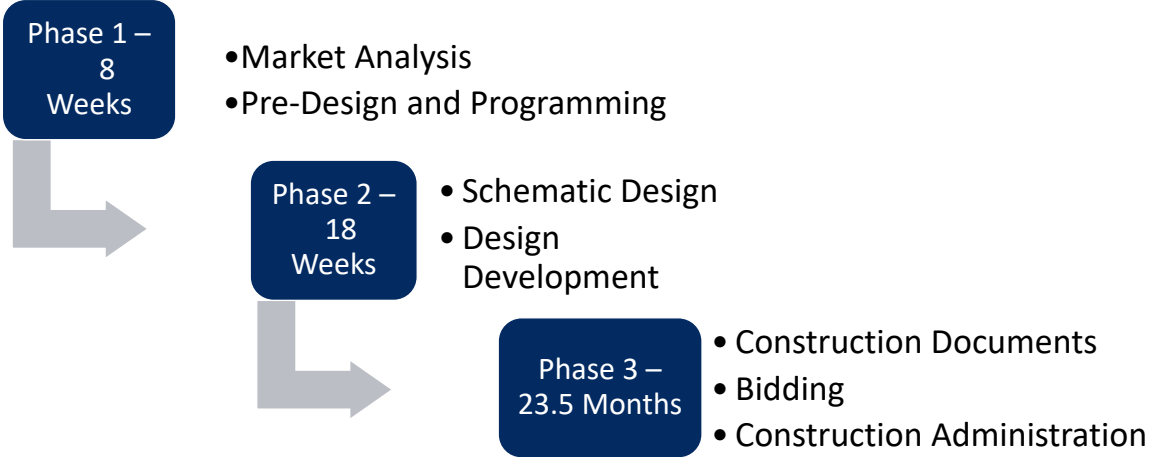 Phase 1 –
8
Weeks
•Market Analysis
•Pre-Design and Programming
Phase 2 –
18
Weeks
• Schematic Design
• Design
Development
Phase 3 –
23.5 Months
• Construction Documents
• Bidding
• Construction Administration